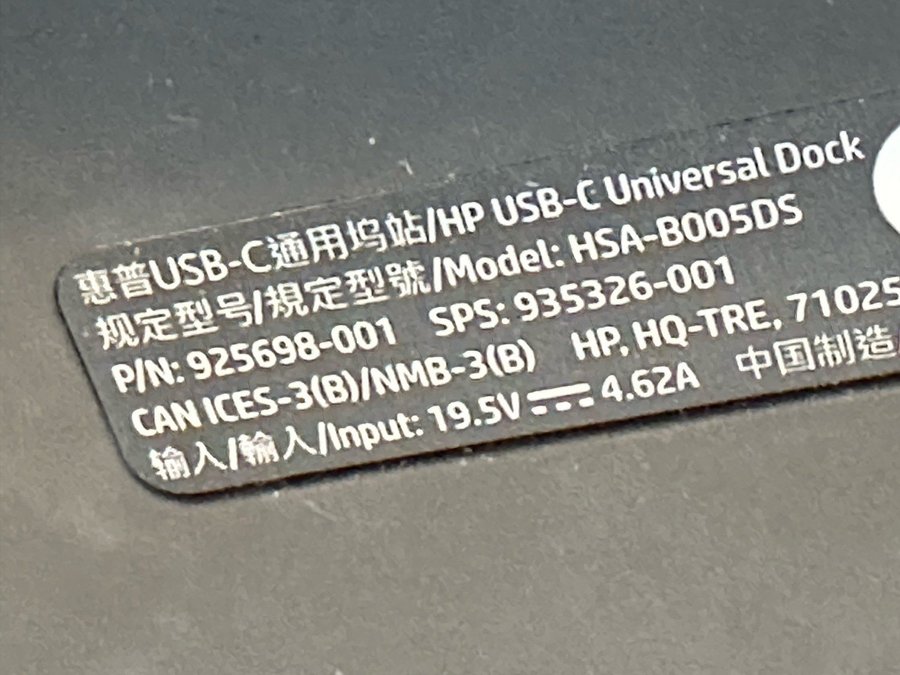 惠普USB-C通用坞站/HP USB-C Universal Dock
规定型号/規定型號/Model: HSA-B005DS
P/N: 925698-001 SPS: 935326-001
CAN ICES-3(B)/NMB-3(B) HP, HQ-TRE, 71025
输入/輸入/Input: 19.5V⎓4.62A 中国制造